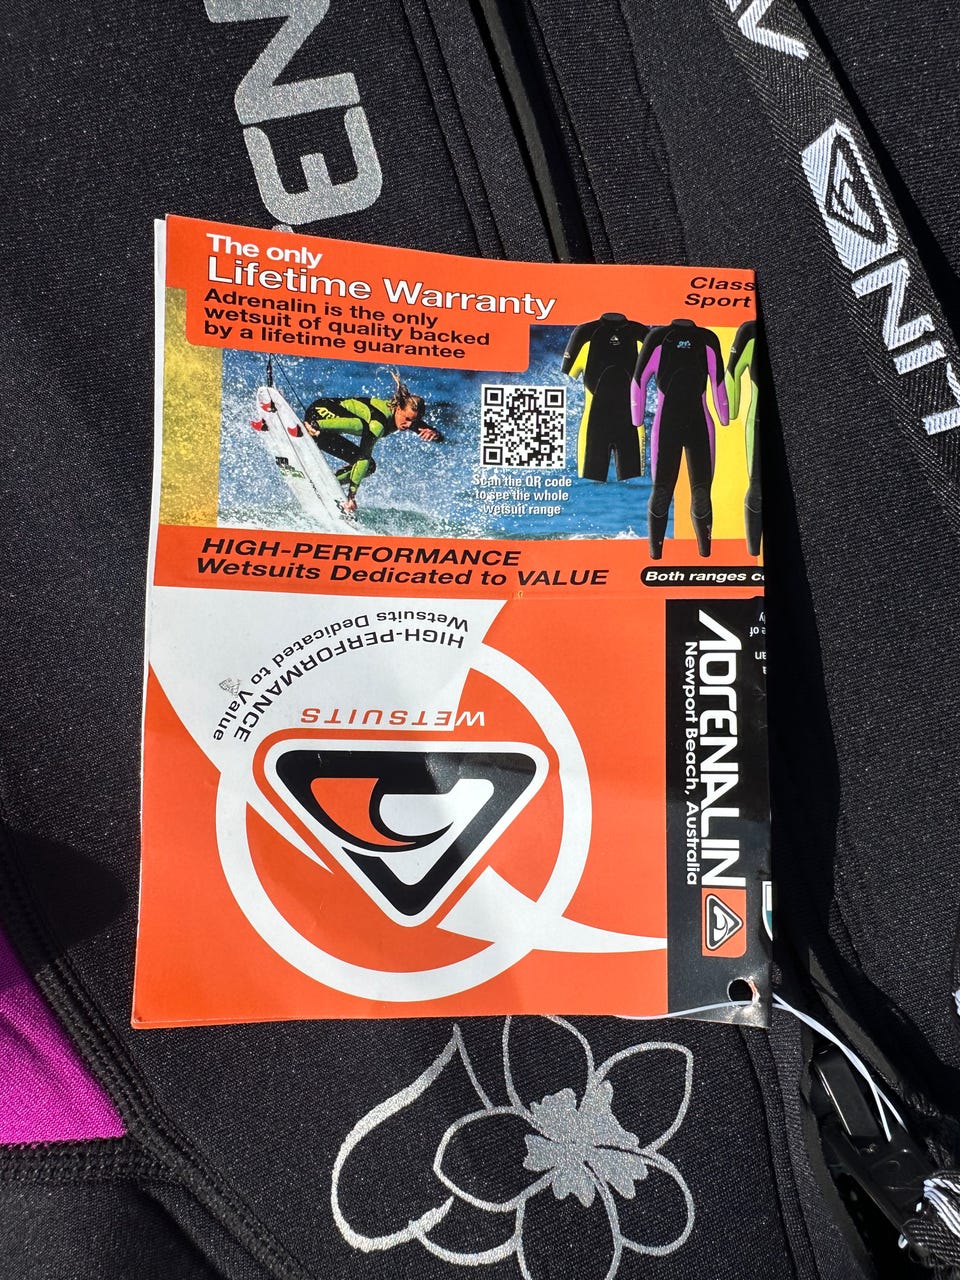 The only
Lifetime Warranty
Adrenalin is the only
wetsuit of quality backed
by a lifetime guarantee
Class
Sport
Scan the QR code
to see the whole
wetsuit range
HIGH-PERFORMANCE
Wetsuits Dedicated to VALUE
Both ranges
HIGH-PERFORMANCE
Wetsuits Dedicated to Value
WETSUITS
ADRENALIN
Newport Beach, Australia